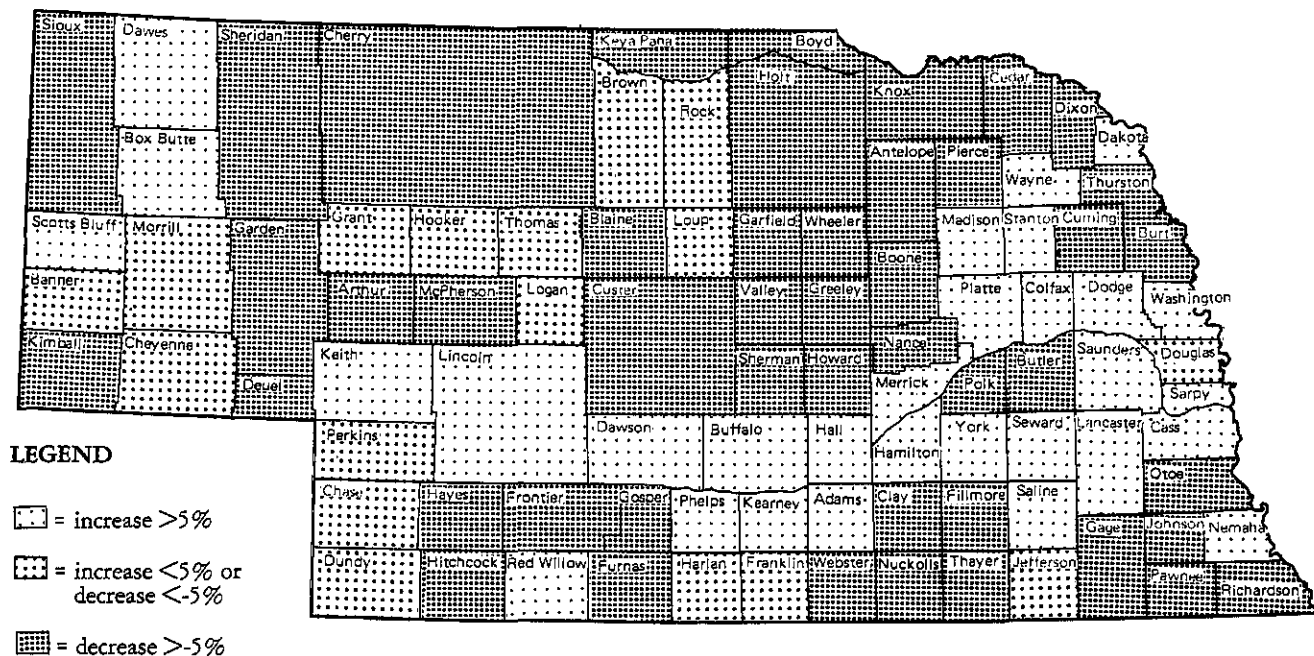 Sioux Dawes Sheridan Cherry Keya Paha Boyd
Brown Rock Holt Knox Cedar Dixon Dakota
Box Butte Antelope Pierce Wayne Thurston
Scotts Bluff Morrill Garden Grant Hooker Thomas Blaine Loup Garfield Wheeler Madison Stanton Cuming Burt
Boone
Banner Arthur McPherson Logan Custer Valley Greeley Platte Colfax Dodge Washington
Kimball Cheyenne Keith Lincoln Sherman Howard Nance Butler Saunders Douglas
Deuel Merrick Polk Sarpy
Perkins Dawson Buffalo Hall Hamilton York Seward Lancaster Cass
LEGEND
Otoe
Chase Hayes Frontier Gosper Phelps Kearney Adams Clay Fillmore Saline
= increase >5%
Gage Johnson Nemaha
Dundy Hitchcock Red Willow Furnas Harlan Franklin Webster Nuckolls Thayer Jefferson Pawnee Richardson
= increase <5% or
decrease <-5%
= decrease >-5%